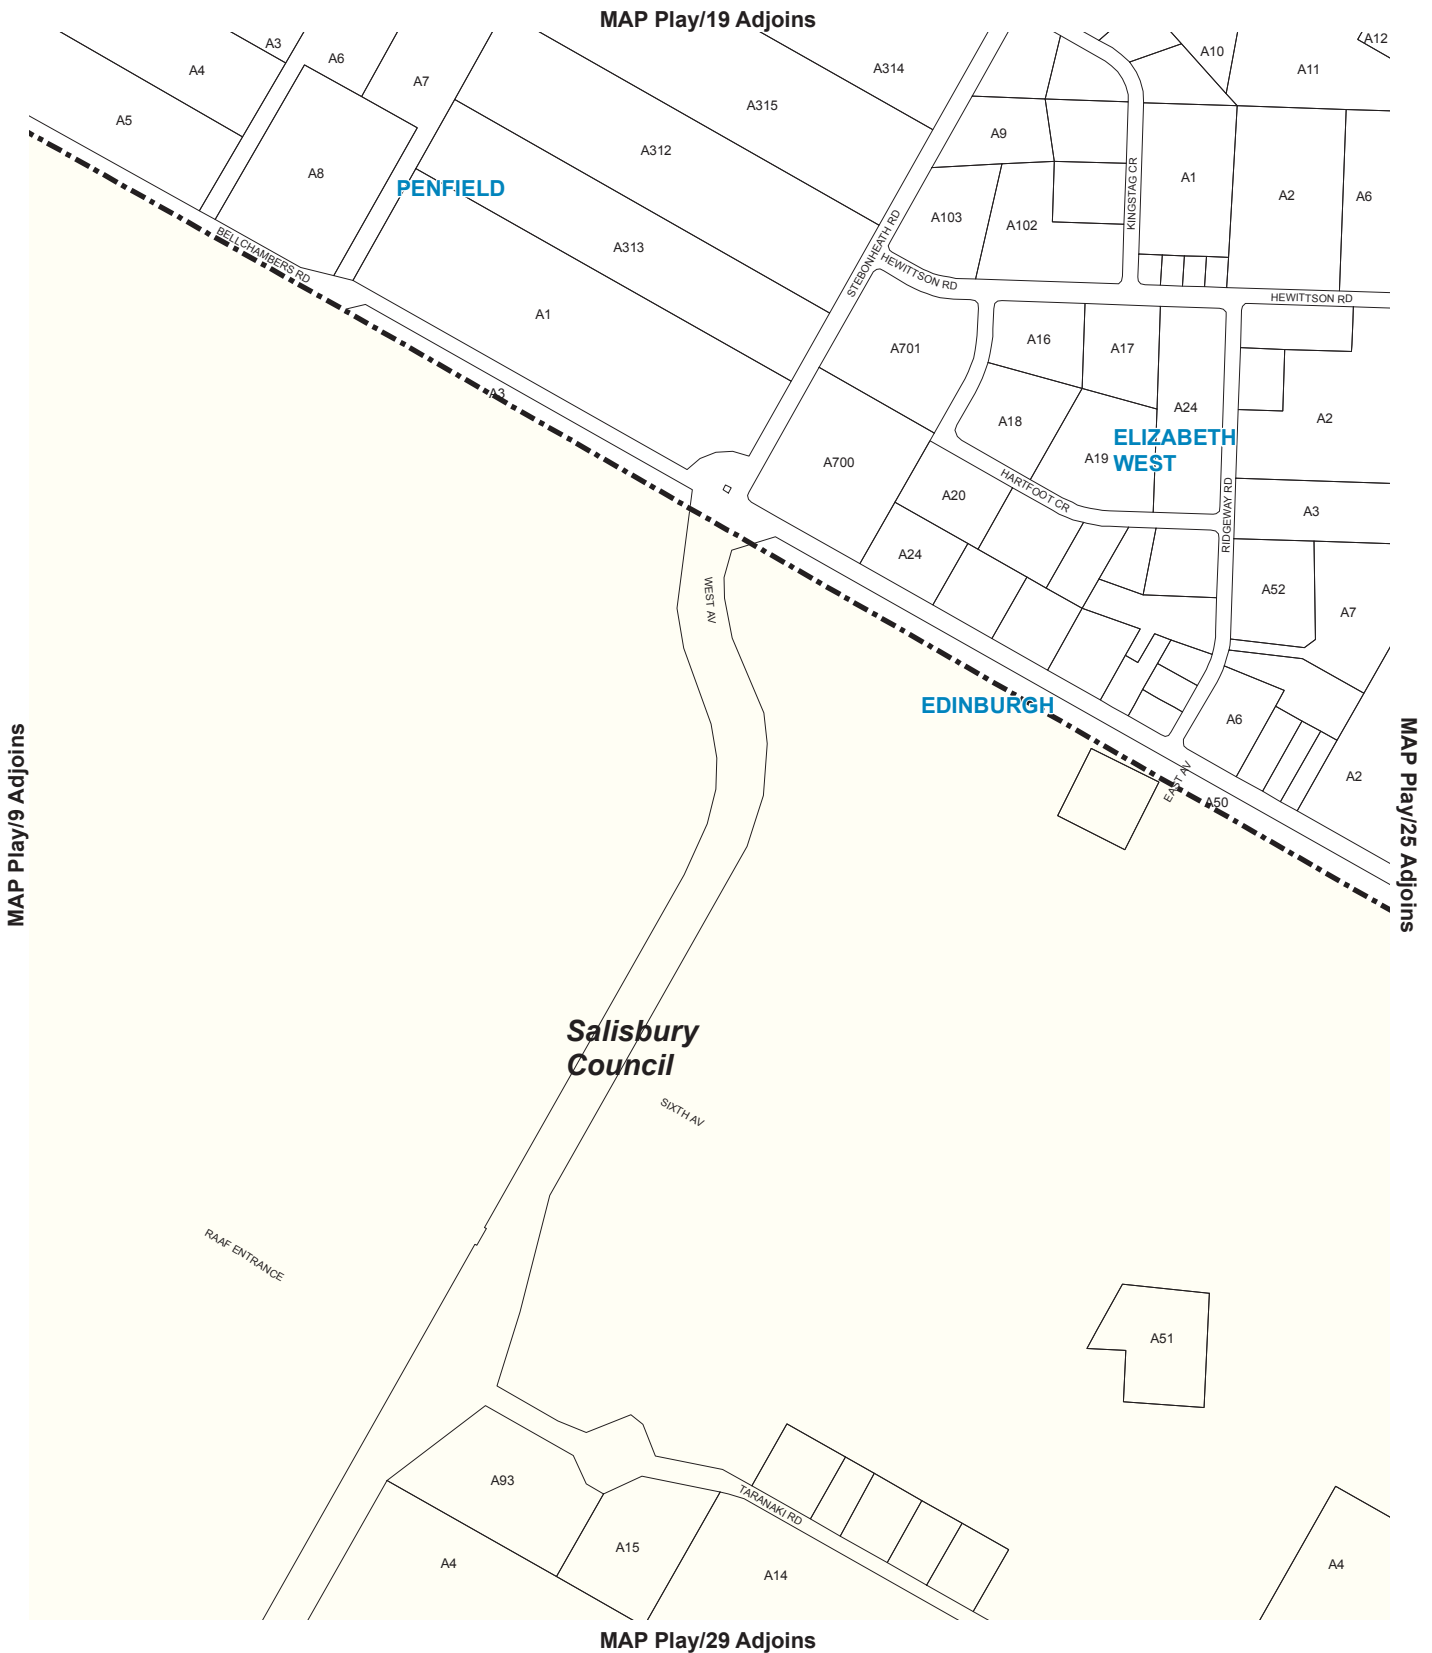 MAP Play/19 Adjoins
A3
A6
A4
A7
A5
A8
A314
A315
A312
A313
A1
A3
PENFIELD
BELLCHAMBERS RD
STEBONHEATH RD
A10
A12
A11
A9
A1
A2
A6
A103
A102
KINGSTAG CR
HEWITTSON RD
HEWITTSON RD
A701
A16
A17
A24
A2
A18
A19
ELIZABETH
WEST
A700
A20
HARTFOOT CR
RIDGEWAY RD
A3
A24
A52
A7
WEST AV
EDINBURGH
A6
A2
EAST AV
A50
MAP Play/9 Adjoins
MAP Play/25 Adjoins
Salisbury
Council
SIXTH AV
RAAF ENTRANCE
A51
A93
TARANAKI RD
A15
A4
A14
A4
MAP Play/29 Adjoins